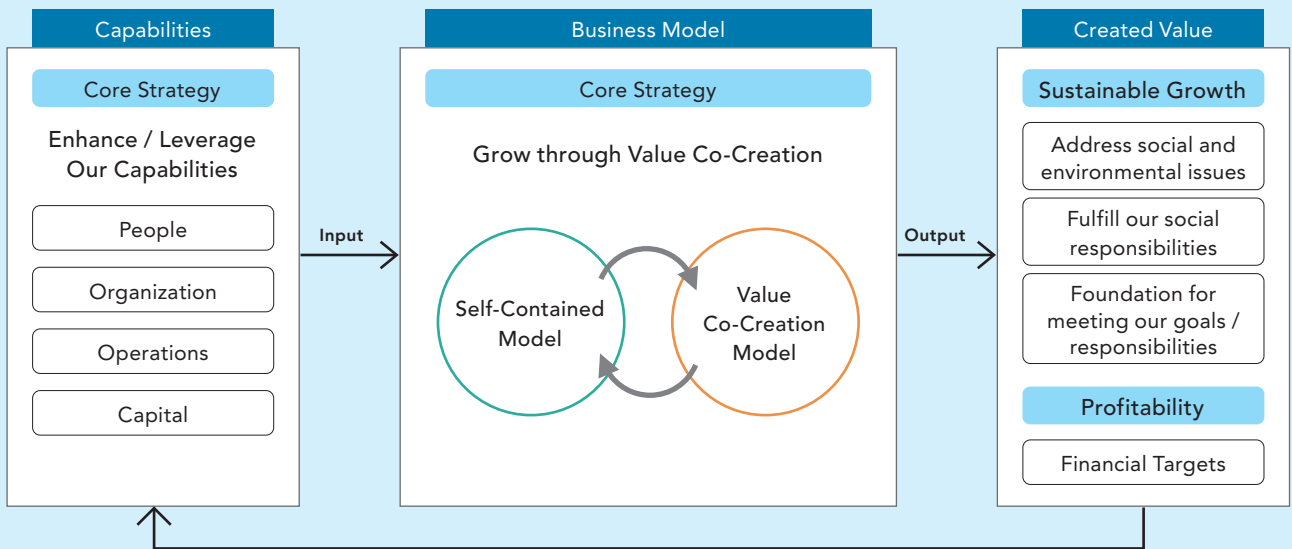 Capabilities
Core Strategy
Enhance / Leverage
Our Capabilities
People
Organization
Operations
Capital
Input
Business Model
Core Strategy
Grow through Value Co-Creation
Self-Contained
Model
Value
Co-Creation
Model
Output
Created Value
Sustainable Growth
Address social and
environmental issues
Fulfill our social
responsibilities
Foundation for
meeting our goals /
responsibilities
Profitability
Financial Targets